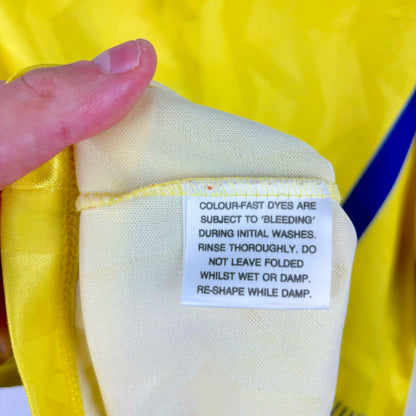 COLOUR-FAST DYES ARE
SUBJECT TO 'BLEEDING'
DURING INITIAL WASHES.
RINSE THOROUGHLY. DO
NOT LEAVE FOLDED
WHILST WET OR DAMP.
RE-SHAPE WHILE DAMP.